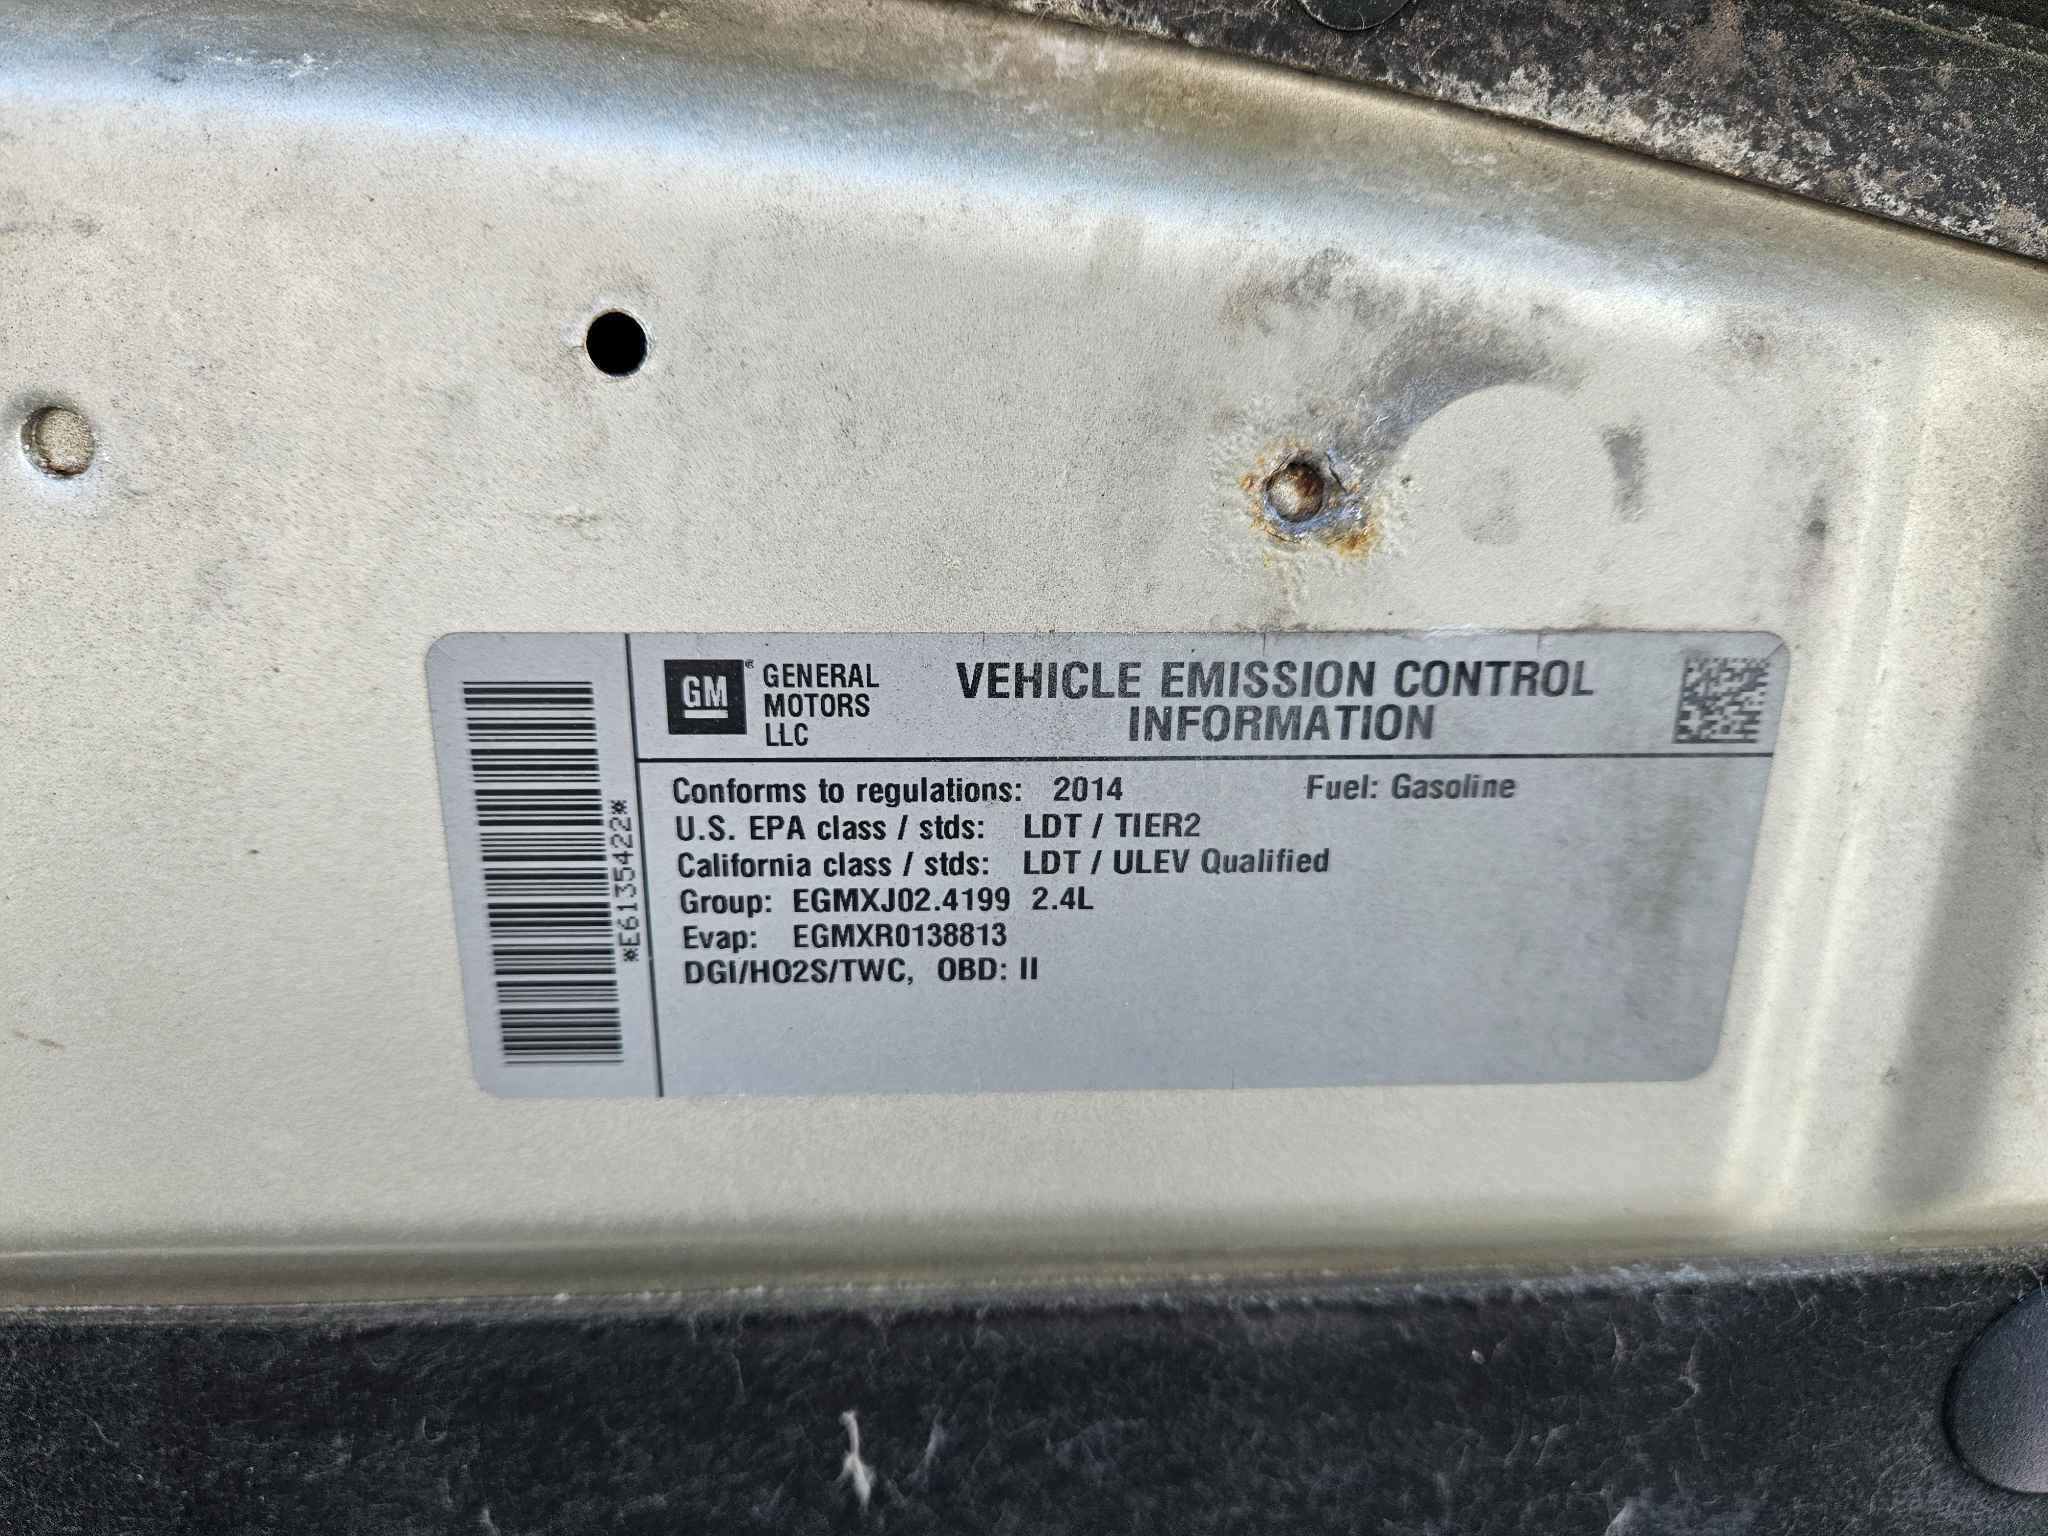 *E6135422*
GM
GENERAL
MOTORS
LLC
VEHICLE EMISSION CONTROL
INFORMATION
Conforms to regulations: 2014 Fuel: Gasoline
U.S. EPA class / stds: LDT / TIER2
California class / stds: LDT / ULEV Qualified
Group: EGMXJ02.4199 2.4L
Evap: EGMXR0138813
DGI/HO2S/TWC, OBD: II